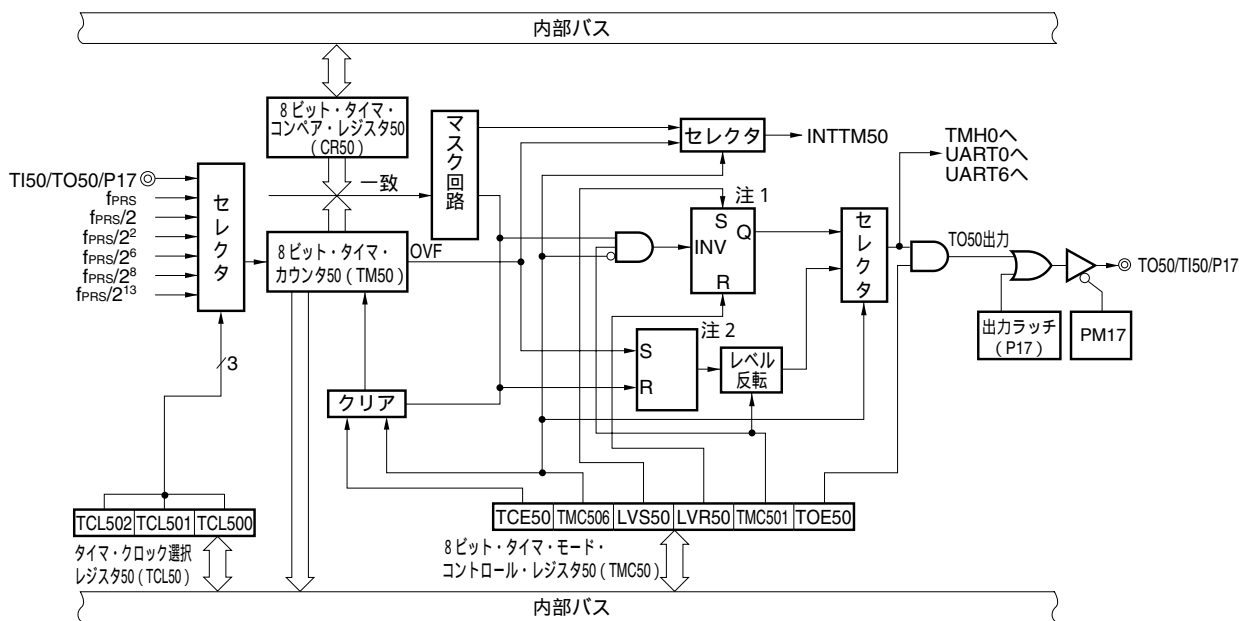 内部バス
8ビット・タイマ・
コンペア・レジスタ50
(CR50)
マスク回路
セレクタ
INTTM50
TMH0へ
UART0へ
UART6へ
TI50/TO50/P17
fPRS
fPRS/2
fPRS/2²
fPRS/2⁶
fPRS/2⁸
fPRS/2¹³
セレクタ
一致
8ビット・タイマ・
カウンタ50(TM50)
OVF
注1
S
INV
Q
R
セレクタ
TO50出力
TO50/TI50/P17
出力ラッチ
(P17)
PM17
注2
S
R
レベル
反転
3
クリア
TCL502 TCL501 TCL500
タイマ・クロック選択
レジスタ50(TCL50)
TCE50 TMC506 LVS50 LVR50 TMC501 TOE50
8ビット・タイマ・モード・
コントロール・レジスタ50(TMC50)
内部バス